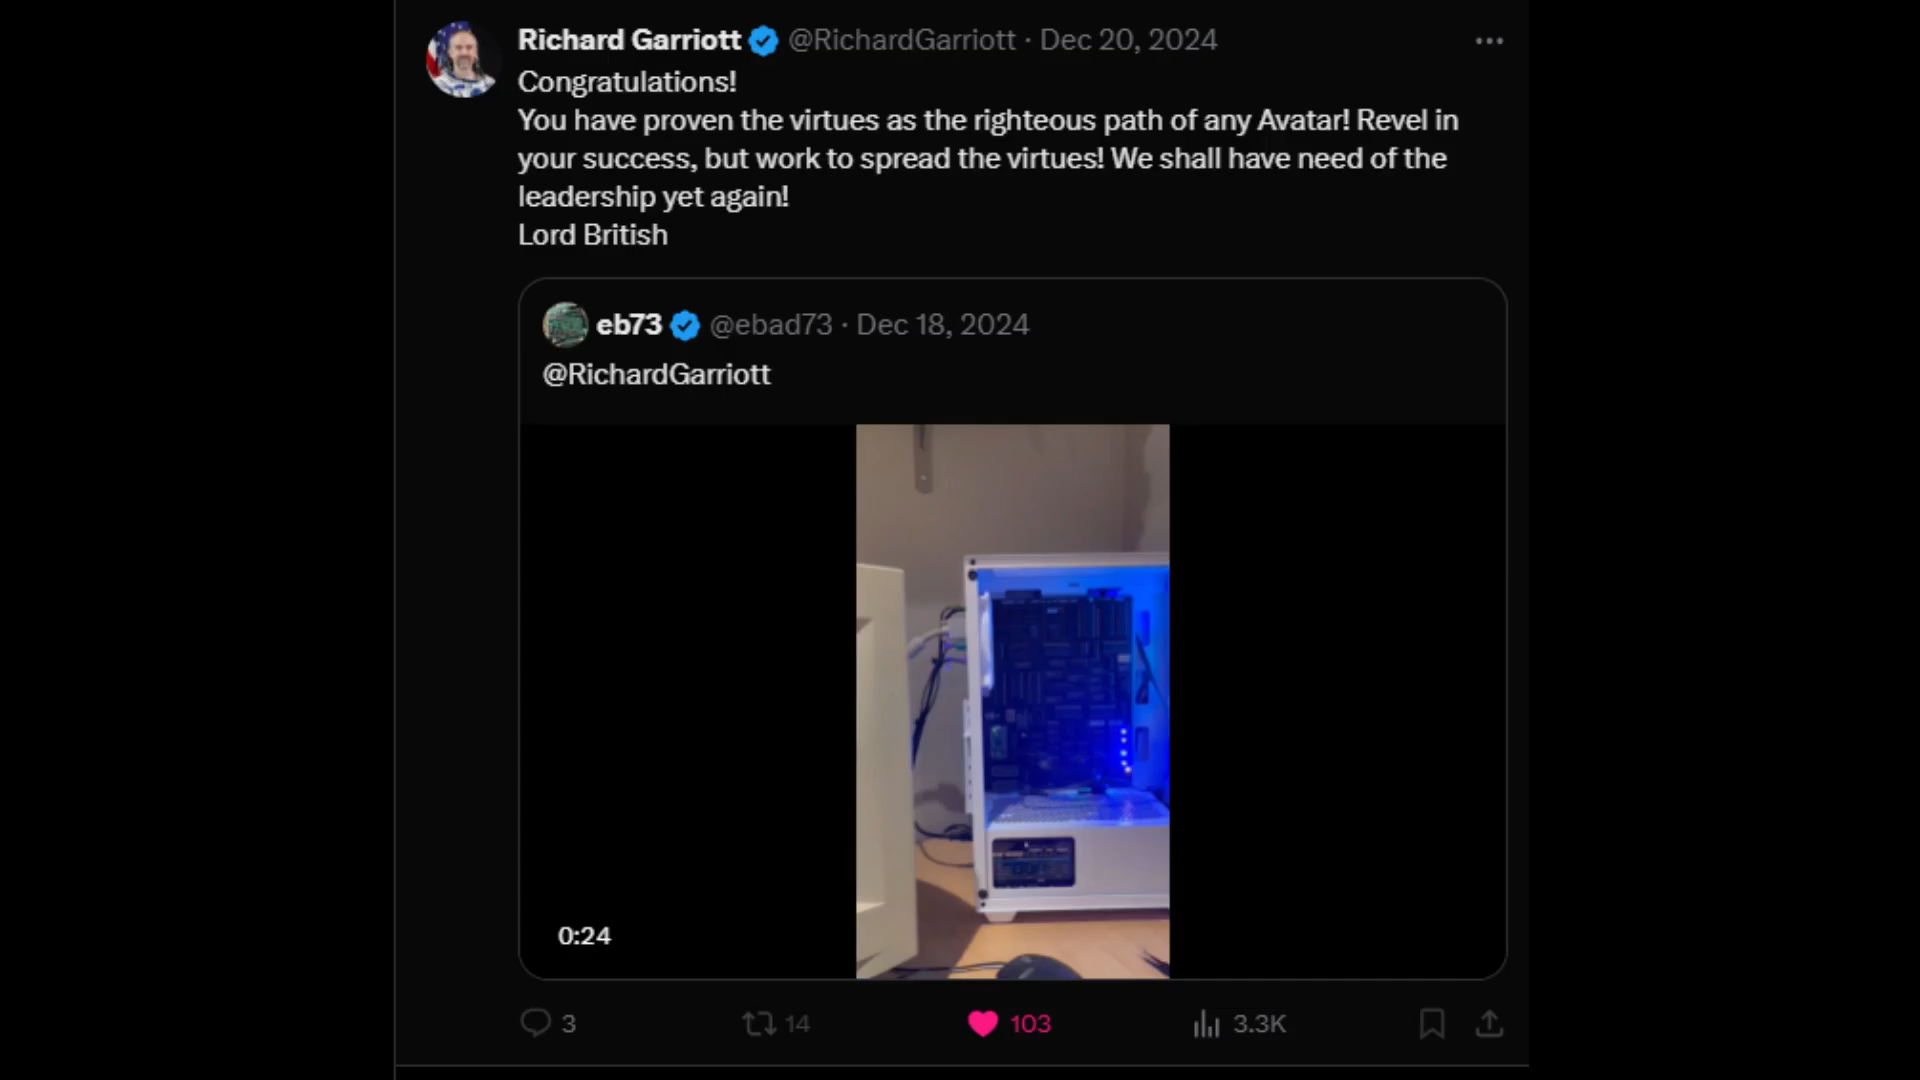 Richard Garriott @RichardGarriott · Dec 20, 2024
Congratulations!
You have proven the virtues as the righteous path of any Avatar! Revel in
your success, but work to spread the virtues! We shall have need of the
leadership yet again!
Lord British
eb73 @ebad73 · Dec 18, 2024
@RichardGarriott
0:24
3 14 103 3.3K